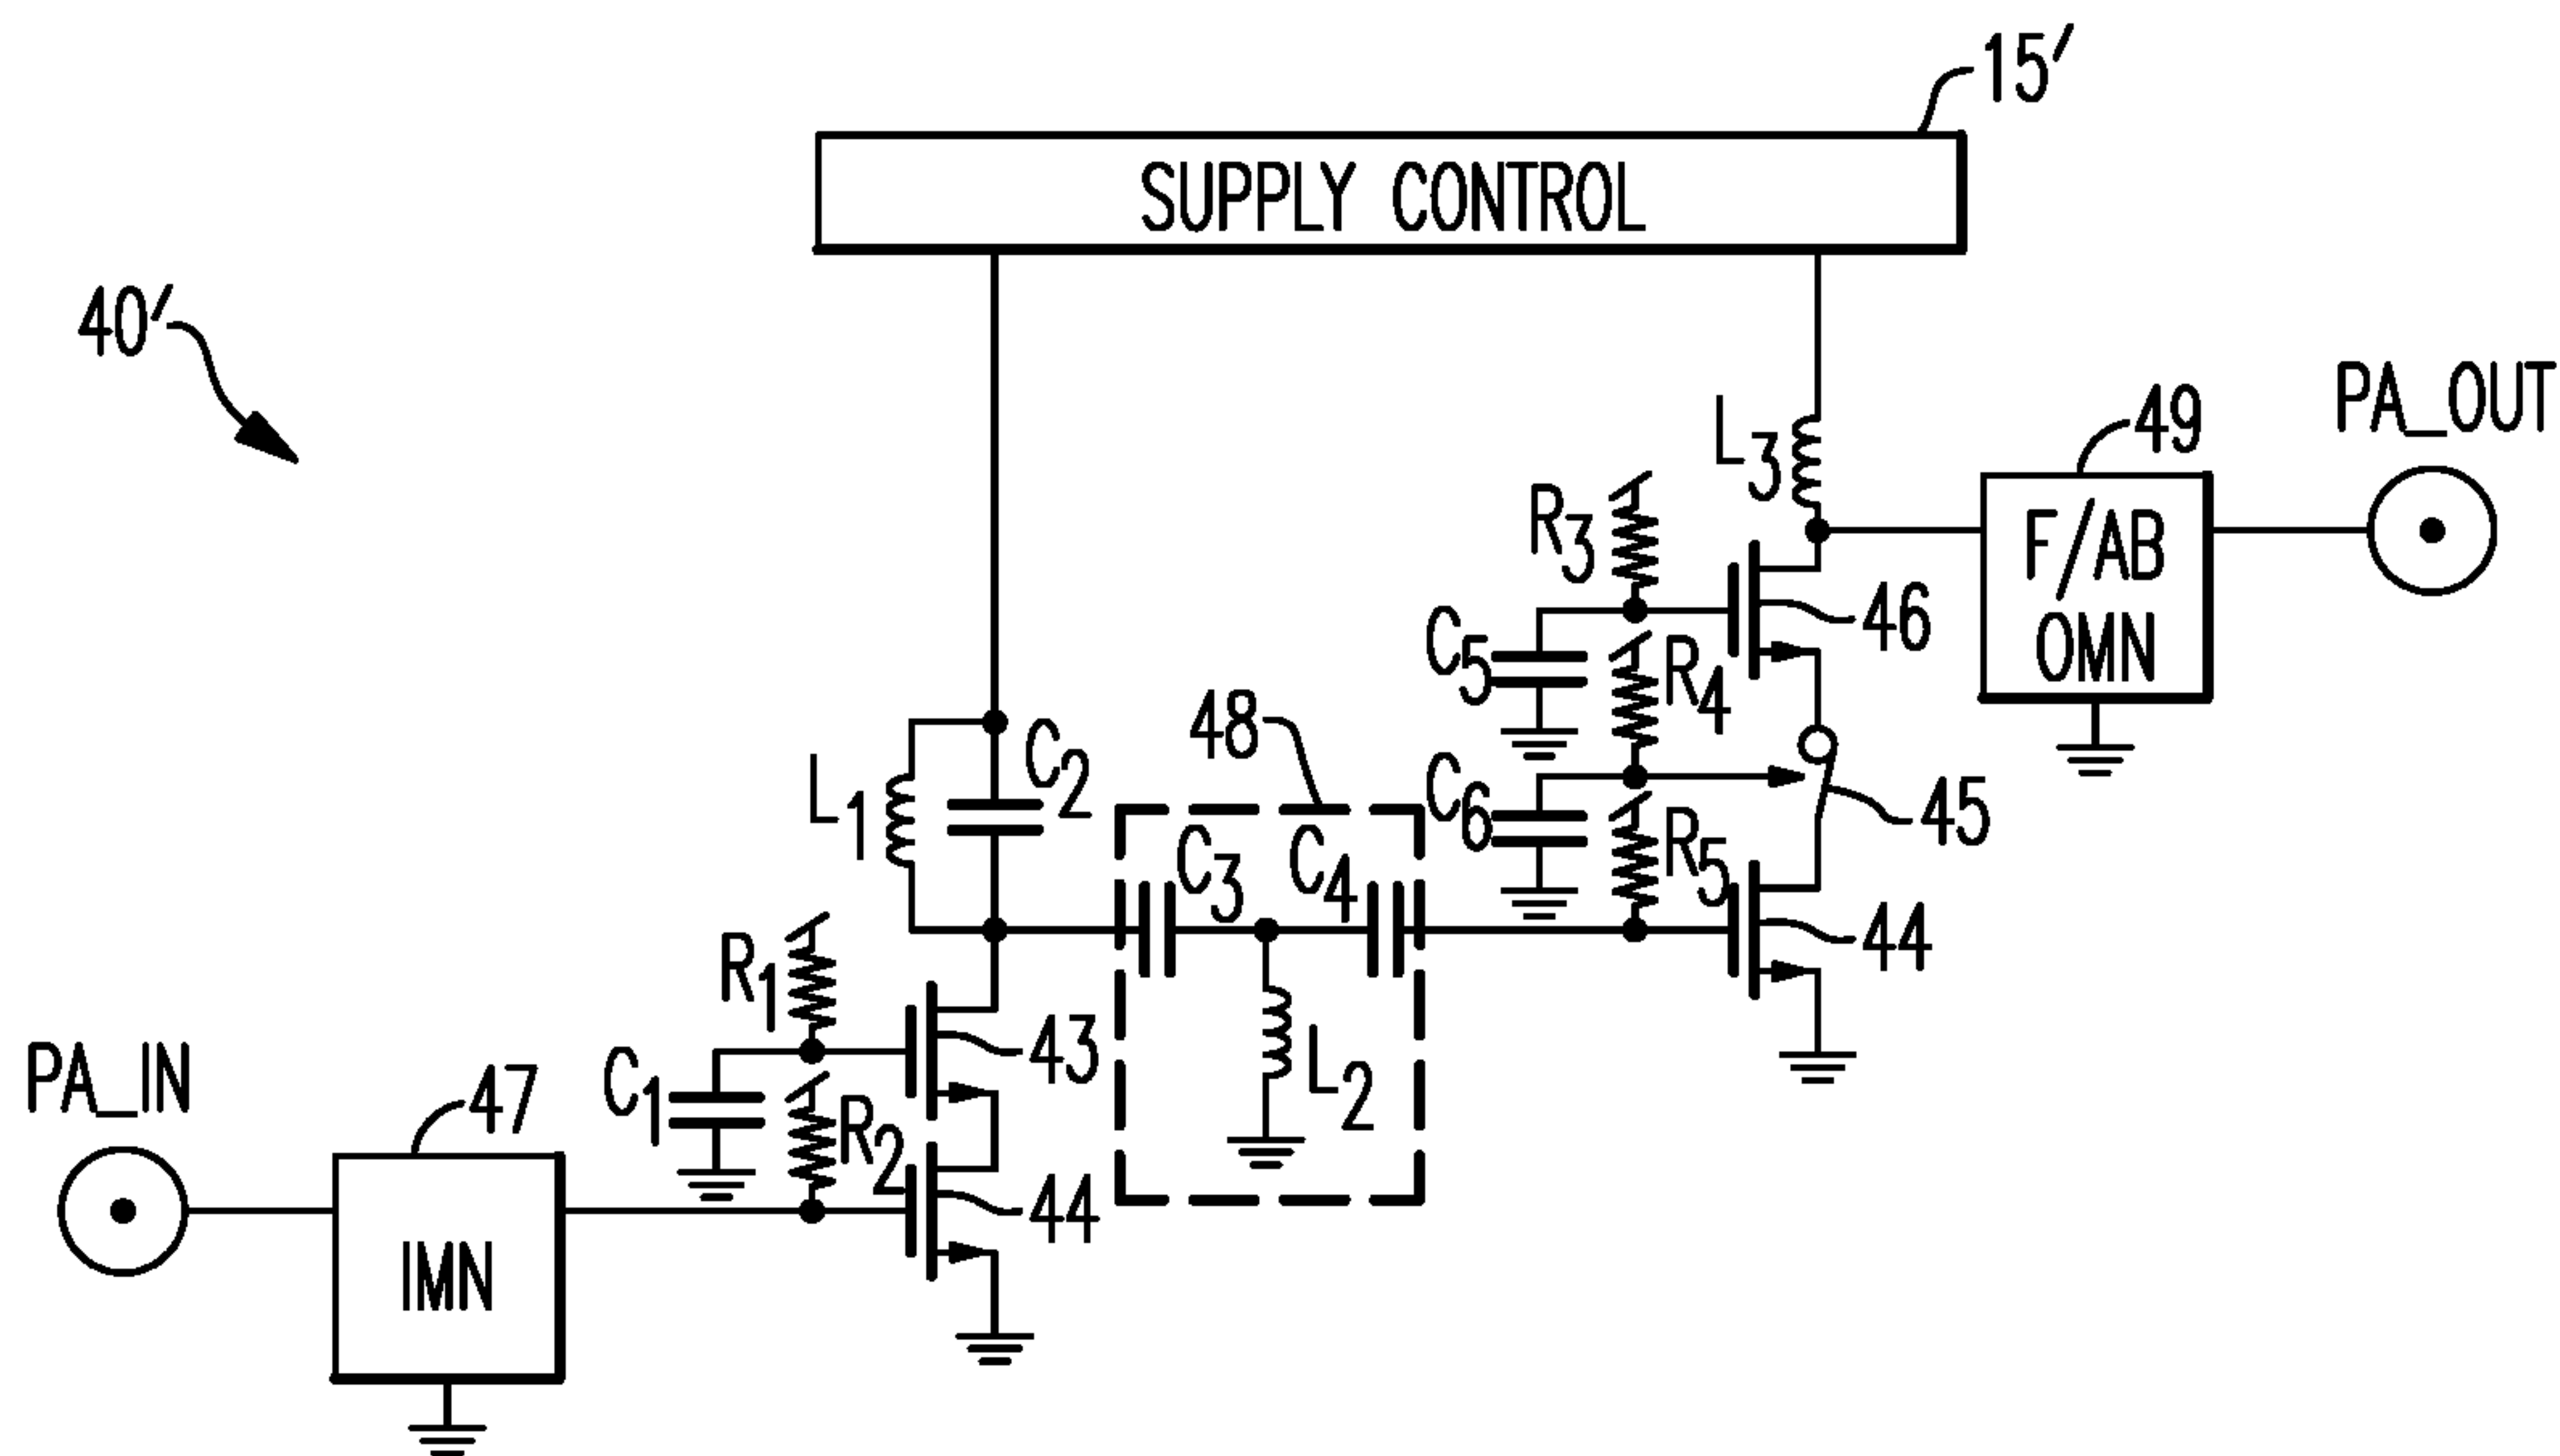 15′
SUPPLY CONTROL
40′
PA_OUT
49
L3
R3
F/AB
OMN
46
C5
R4
48
C2
L1
C6
45
C3
C4
R5
44
R1
43
L2
PA_IN
47
C1
R2
44
IMN